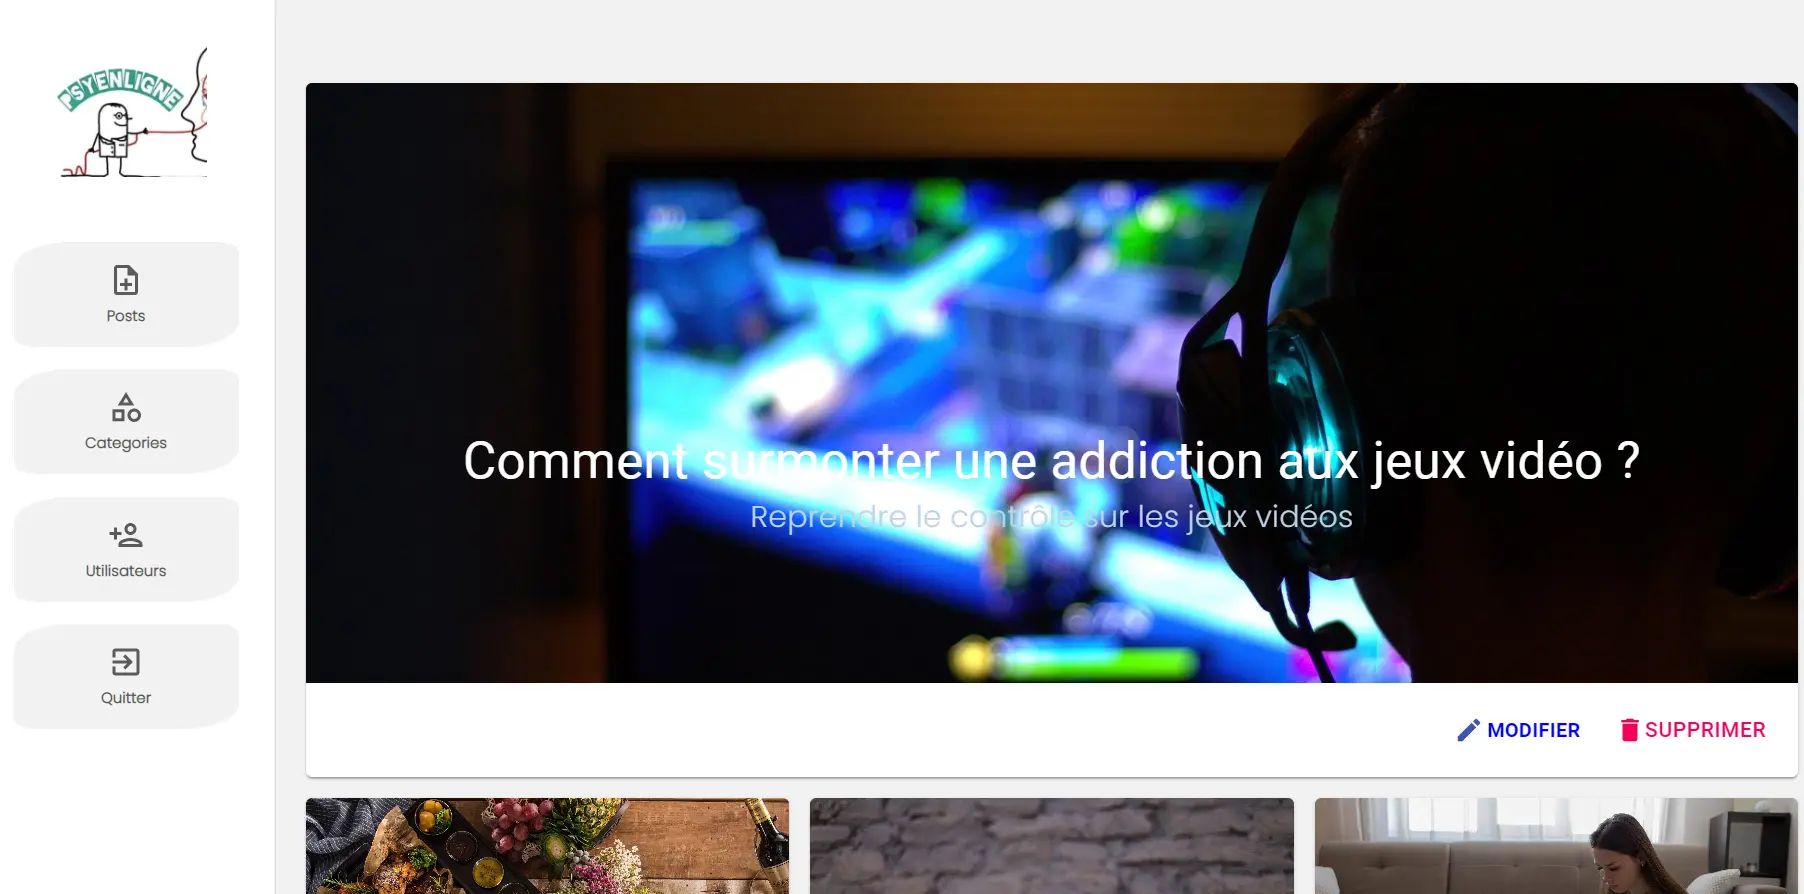 PSYENLIGNE
Posts
Categories
Utilisateurs
Quitter
Comment surmonter une addiction aux jeux vidéo ?
Reprendre le contrôle sur les jeux vidéos
MODIFIER
SUPPRIMER